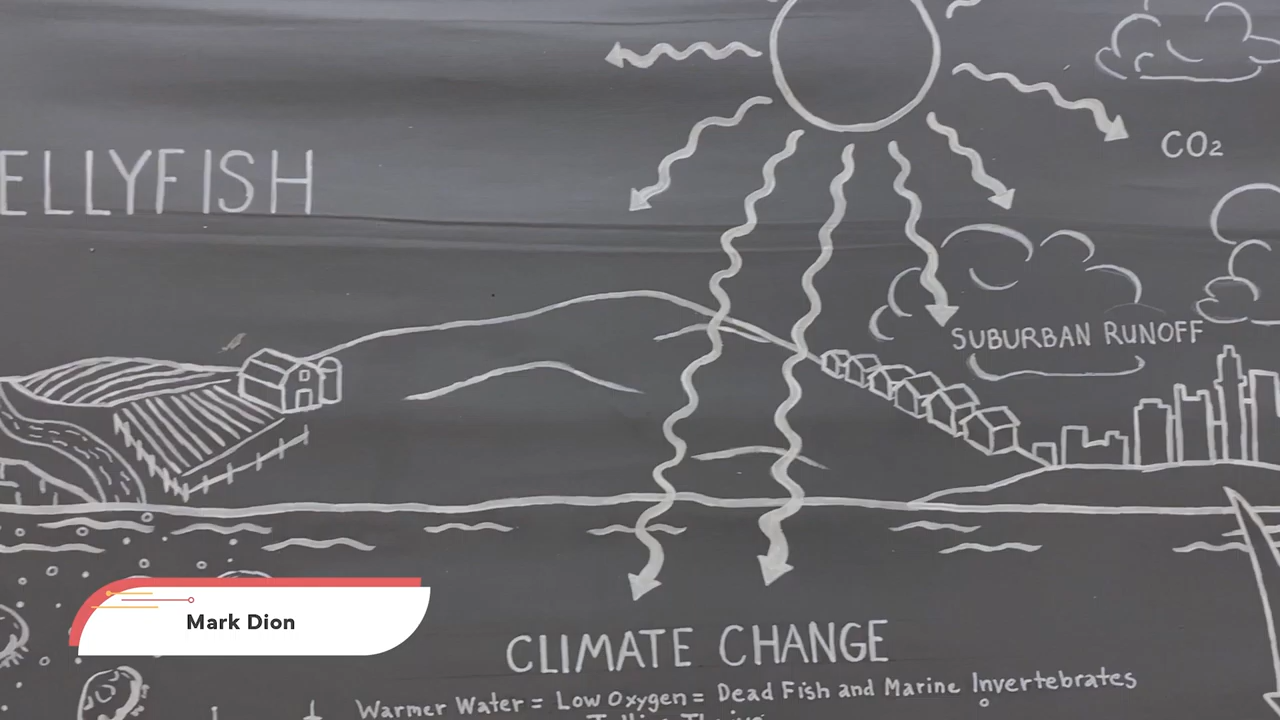 ELLYFISH
CO₂
SUBURBAN RUNOFF
Mark Dion
CLIMATE CHANGE
Warmer Water = Low Oxygen = Dead Fish and Marine Invertebrates